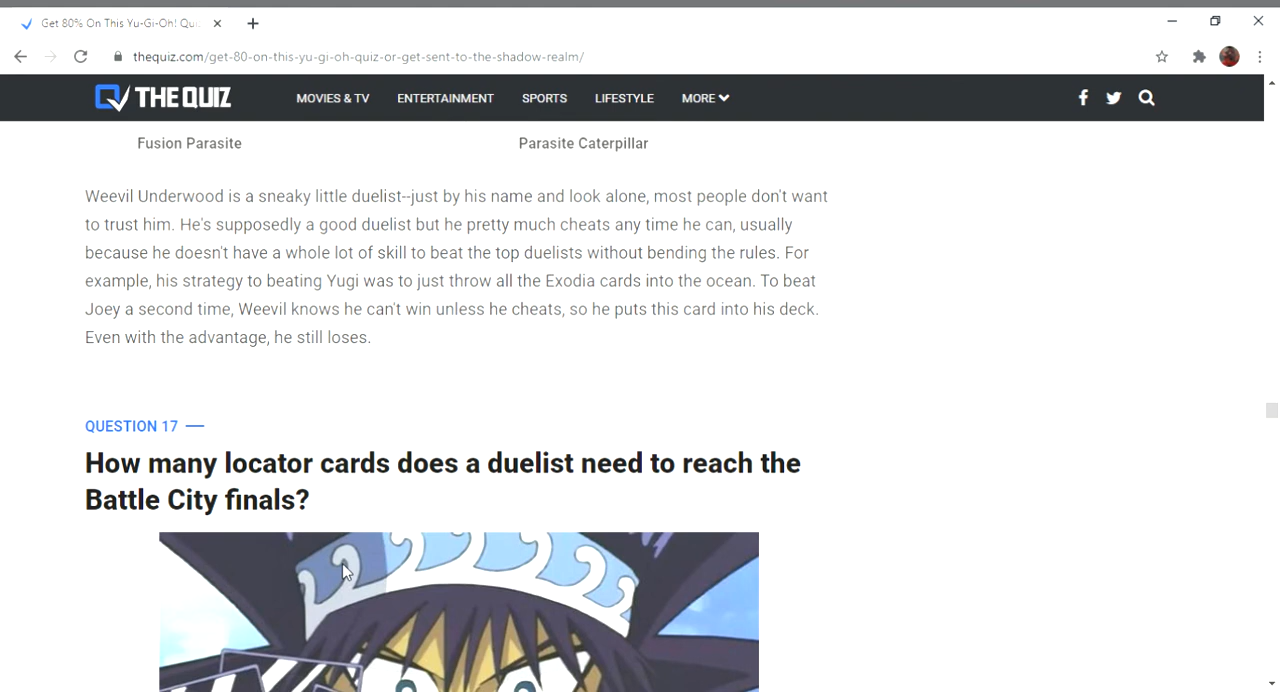 Get 80% On This Yu-Gi-Oh! Qu
thequiz.com/get-80-on-this-yu-gi-oh-quiz-or-get-sent-to-the-shadow-realm/
THE QUIZ MOVIES & TV ENTERTAINMENT SPORTS LIFESTYLE MORE
Fusion Parasite Parasite Caterpillar
Weevil Underwood is a sneaky little duelist--just by his name and look alone, most people don't want
to trust him. He's supposedly a good duelist but he pretty much cheats any time he can, usually
because he doesn't have a whole lot of skill to beat the top duelists without bending the rules. For
example, his strategy to beating Yugi was to just throw all the Exodia cards into the ocean. To beat
Joey a second time, Weevil knows he can't win unless he cheats, so he puts this card into his deck.
Even with the advantage, he still loses.
QUESTION 17 —
How many locator cards does a duelist need to reach the
Battle City finals?